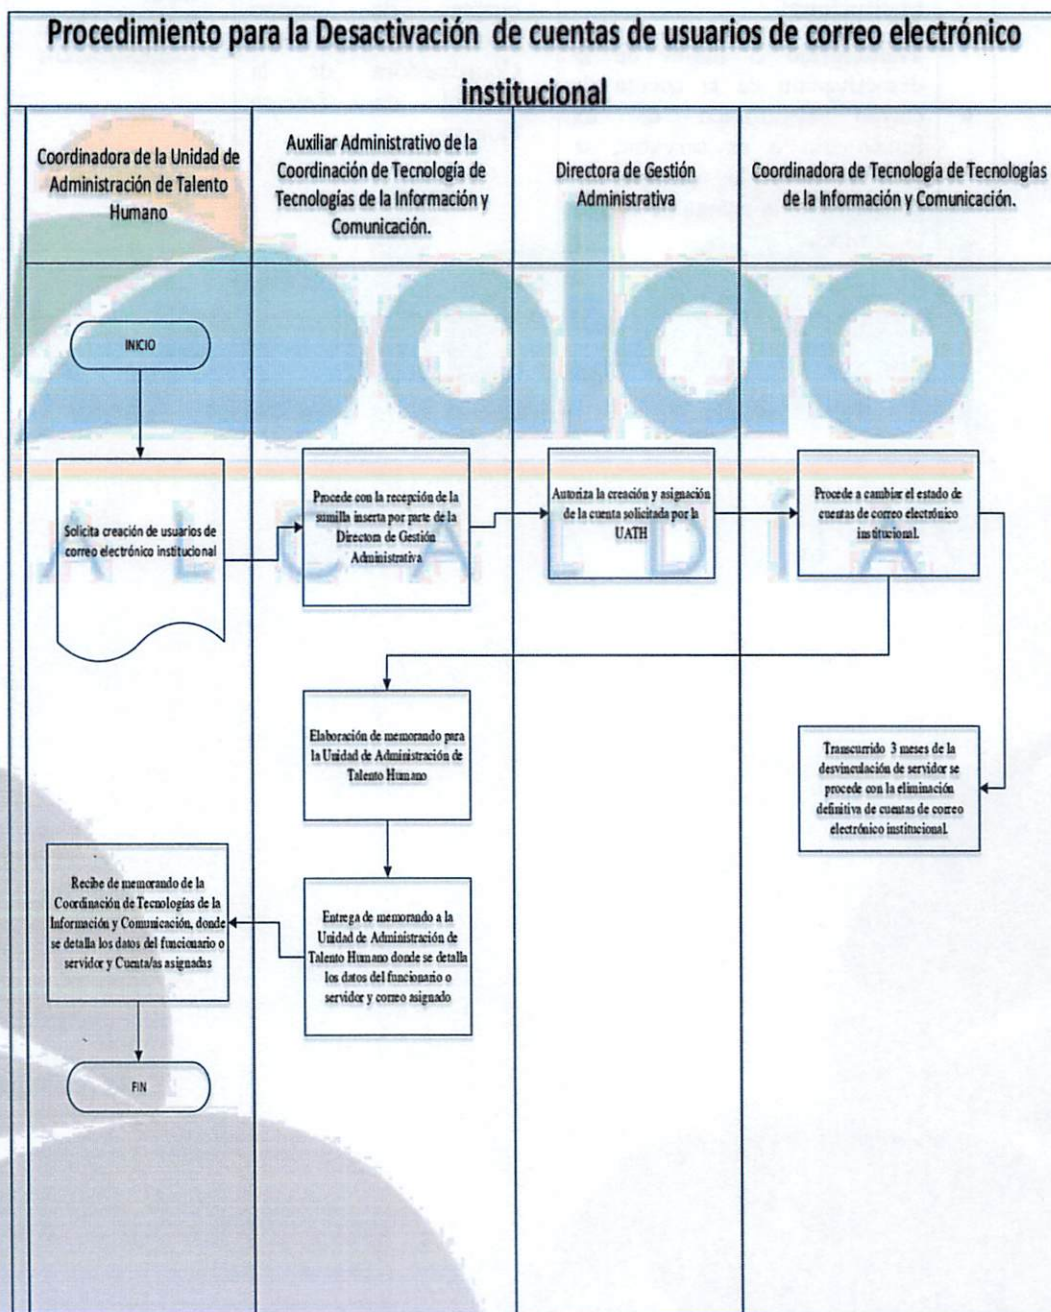 Procedimiento para la Desactivación de cuentas de usuarios de correo electrónico
institucional
Coordinadora de la Unidad de
Administración de Talento
Humano
Auxiliar Administrativo de la
Coordinación de Tecnología de
Tecnologías de la Información y
Comunicación.
Directora de Gestión
Administrativa
Coordinadora de Tecnología de Tecnologías
de la Información y Comunicación.
Salao
ALCALDÍA
INICIO
Solicita creación de usuarios de
correo electrónico institucional
Procede con la recepción de la
sumilla inserta por parte de la
Directora de Gestión
Administrativa
Autoriza la creación y asignación
de la cuenta solicitada por la
UATH
Procede a cambiar el estado de
cuentas de correo electrónico
institucional.
Elaboración de memorando para
la Unidad de Administración de
Talento Humano
Transcurrido 3 meses de la
desvinculación de servidor se
procede con la eliminación
definitiva de cuentas de correo
electrónico institucional.
Recibe de memorando de la
Coordinación de Tecnologías de la
Información y Comunicación, donde
se detalla los datos del funcionario o
servidor y Cuenta/as asignadas
Entrega de memorando a la
Unidad de Administración de
Talento Humano donde se detalla
los datos del funcionario o
servidor y correo asignado
FIN